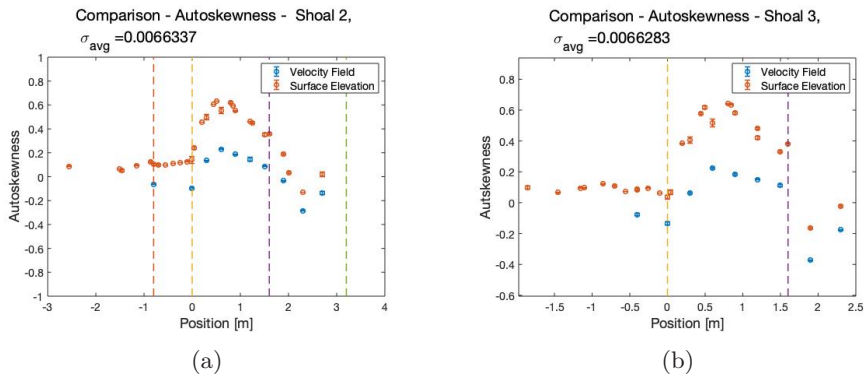 Comparison - Autoskewness - Shoal 2,
σavg =0.0066337
Velocity Field
Surface Elevation
Autoskewness
1
0.8
0.6
0.4
0.2
0
-0.2
-0.4
-0.6
-0.8
-1
-3 -2 -1 0 1 2 3 4
Position [m]
(a)
Comparison - Autoskewness - Shoal 3,
σavg =0.0066283
Velocity Field
Surface Elevation
Autoskewness
0.8
0.6
0.4
0.2
0
-0.2
-0.4
-0.6
-1.5 -1 -0.5 0 0.5 1 1.5 2 2.5
Position [m]
(b)